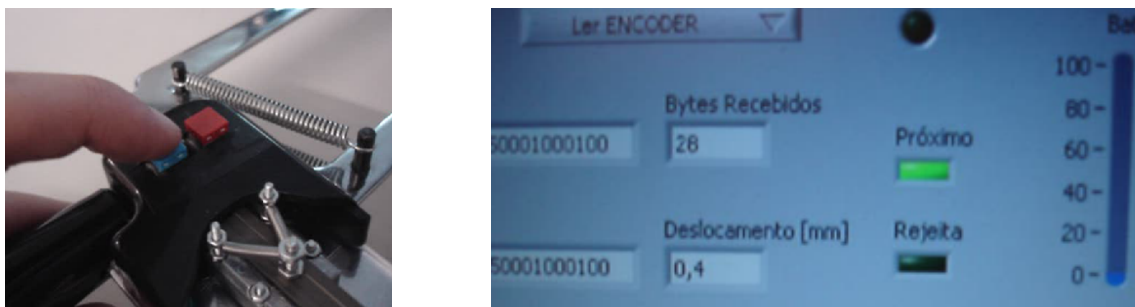 Ler ENCODER
Bat
100
Bytes Recebidos
80
50001000100
28
Próximo
60
40
Deslocamento [mm]
Rejeita
20
50001000100
0,4
0